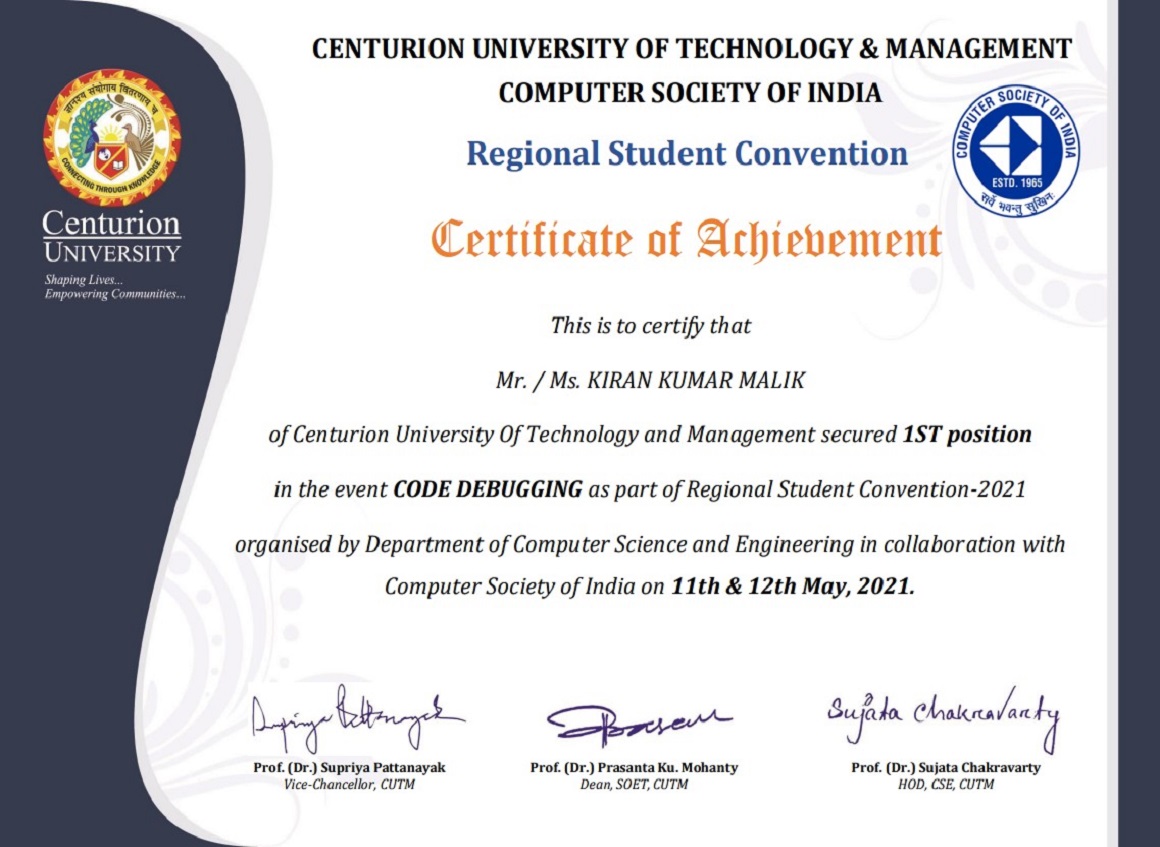 CENTURION UNIVERSITY OF TECHNOLOGY & MANAGEMENT
COMPUTER SOCIETY OF INDIA
Regional Student Convention
Certificate of Achievement
ज्ञानस्य संयोगाय वितरणाय च
CONNECTING THROUGH KNOWLEDGE
Centurion
UNIVERSITY
Shaping Lives...
Empowering Communities...
COMPUTER SOCIETY OF INDIA
ESTD. 1965
सर्वे भवन्तु सुखिनः
This is to certify that
Mr. / Ms. KIRAN KUMAR MALIK
of Centurion University Of Technology and Management secured 1ST position
in the event CODE DEBUGGING as part of Regional Student Convention-2021
organised by Department of Computer Science and Engineering in collaboration with
Computer Society of India on 11th & 12th May, 2021.
Supriya Pattanayak
Sujata Chakravarty
Prof. (Dr.) Supriya Pattanayak
Vice-Chancellor, CUTM
Prof. (Dr.) Prasanta Ku. Mohanty
Dean, SOET, CUTM
Prof. (Dr.) Sujata Chakravarty
HOD, CSE, CUTM